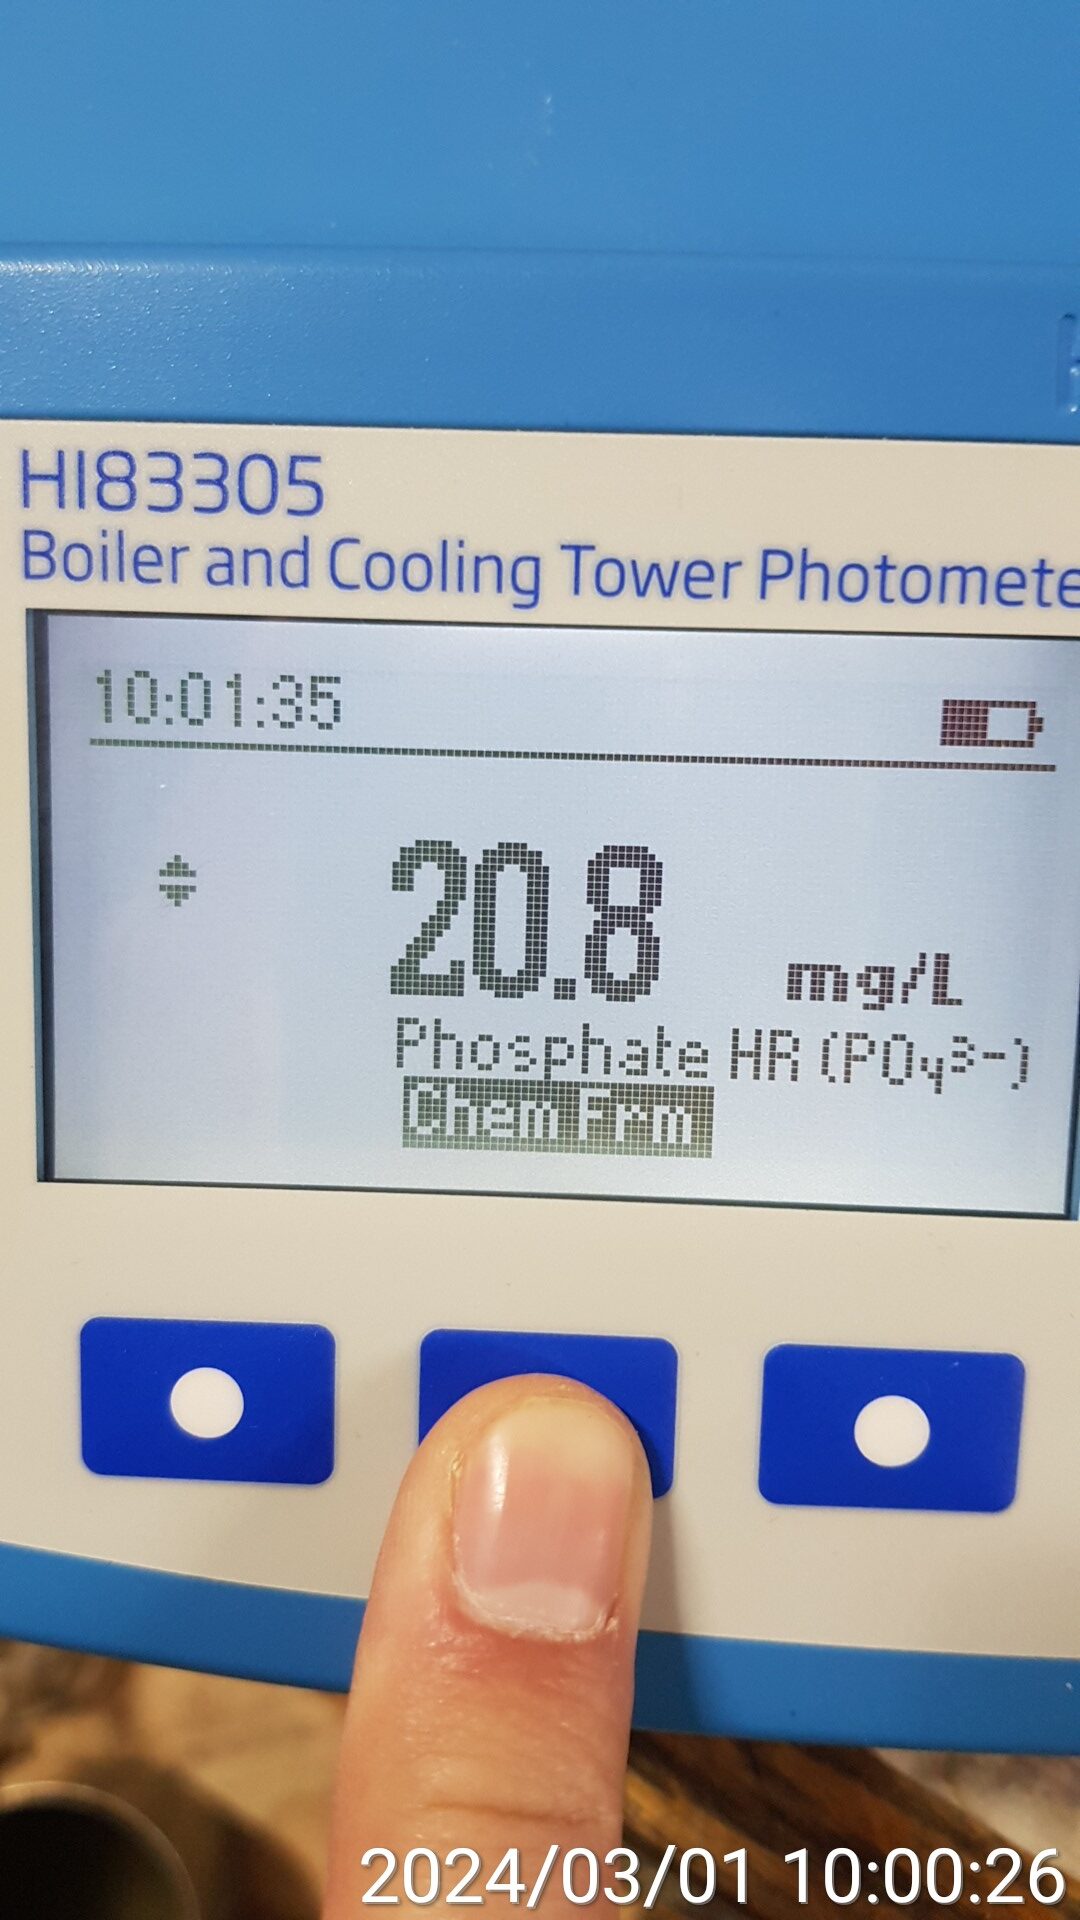 HI83305
Boiler and Cooling Tower Photomete
10:01:35
20.8 mg/L
Phosphate HR (PO₄³⁻)
Chem Frm
2024/03/01 10:00:26